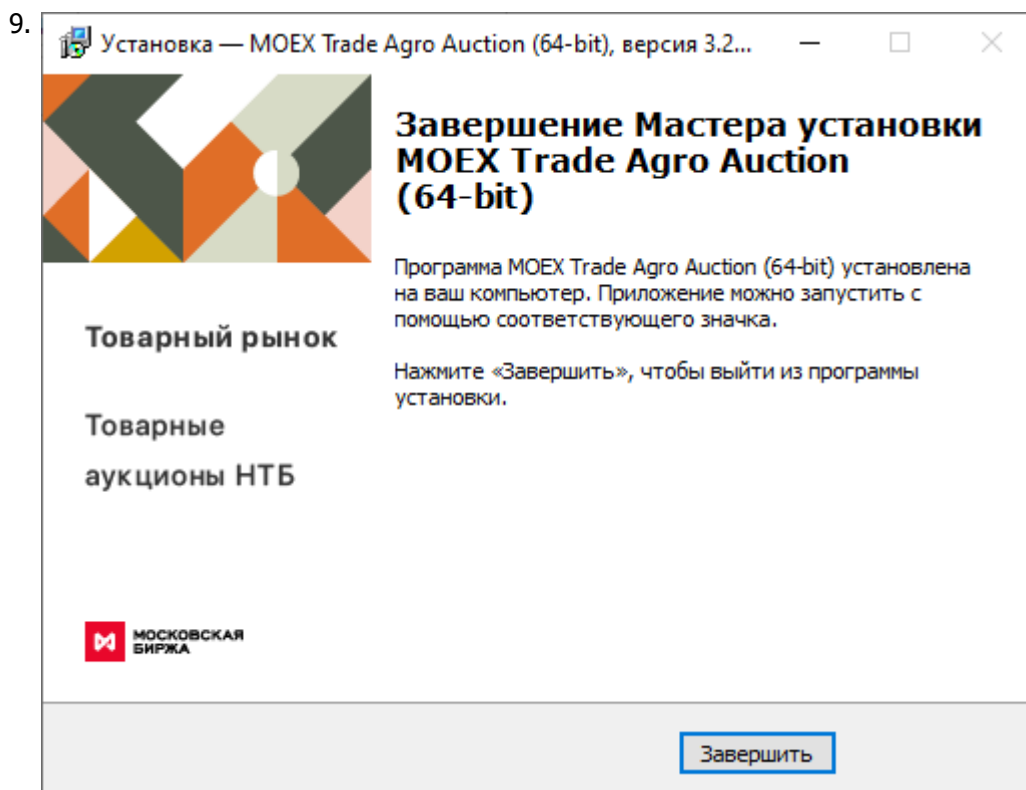 9.
Установка — MOEX Trade Agro Auction (64-bit), версия 3.2...
Завершение Мастера установки
MOEX Trade Agro Auction
(64-bit)
Программа MOEX Trade Agro Auction (64-bit) установлена
на ваш компьютер. Приложение можно запустить с
помощью соответствующего значка.
Нажмите «Завершить», чтобы выйти из программы
установки.
Товарный рынок
Товарные
аукционы НТБ
МОСКОВСКАЯ
БИРЖА
Завершить